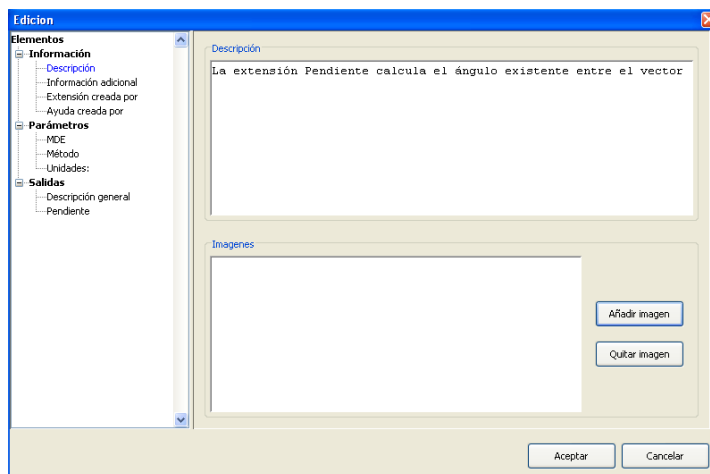 Edicion
Elementos
Información
Descripción
Información adicional
Extensión creada por
Ayuda creada por
Parámetros
MDE
Método
Unidades:
Salidas
Descripción general
Pendiente
Descripción
La extensión Pendiente calcula el ángulo existente entre el vector
Imagenes
Añadir imagen
Quitar imagen
Aceptar
Cancelar